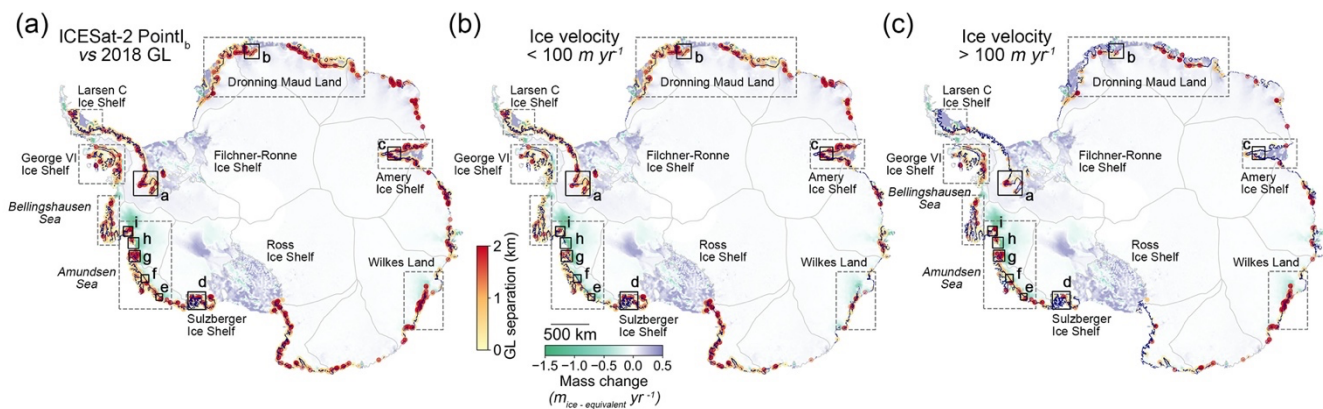 (a)
ICESat-2 PointI_b
vs 2018 GL
b
Dronning Maud Land
Larsen C
Ice Shelf
George VI
Ice Shelf
Filchner-Ronne
Ice Shelf
c
Amery
Ice Shelf
a
Bellingshausen
Sea
i
h
g
f
e
d
Amundsen
Sea
Ross
Ice Shelf
Wilkes Land
Sulzberger
Ice Shelf
2
1
0
GL separation (km)
(b)
Ice velocity
< 100 m yr⁻¹
b
Dronning Maud Land
Larsen C
Ice Shelf
George VI
Ice Shelf
Filchner-Ronne
Ice Shelf
c
Amery
Ice Shelf
a
Bellingshausen
Sea
i
h
g
f
e
d
Amundsen
Sea
Ross
Ice Shelf
Wilkes Land
Sulzberger
Ice Shelf
500 km
−1.5 −1.0 −0.5 0.0 0.5
Mass change
(m_ice - equivalent yr⁻¹)
(c)
Ice velocity
> 100 m yr⁻¹
b
Dronning Maud Land
Larsen C
Ice Shelf
George VI
Ice Shelf
Filchner-Ronne
Ice Shelf
c
Amery
Ice Shelf
a
Bellingshausen
Sea
i
h
g
f
e
d
Amundsen
Sea
Ross
Ice Shelf
Wilkes Land
Sulzberger
Ice Shelf